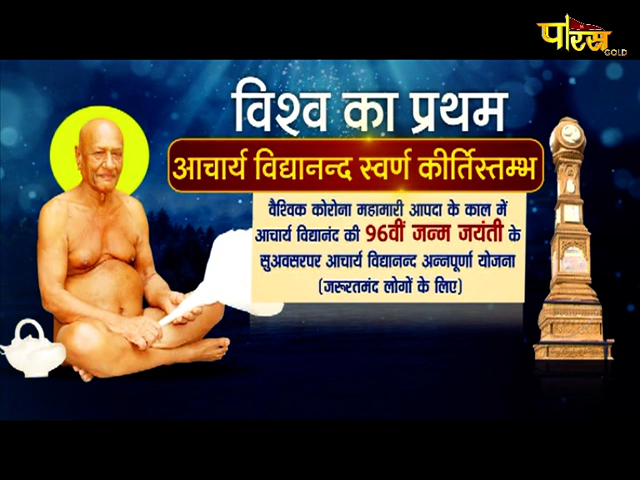 पारस
GOLD
विश्व का प्रथम
आचार्य विद्यानन्द स्वर्ण कीर्तिस्तम्भ
वैश्विक कोरोना महामारी आपदा के काल में
आचार्य विद्यानंद की 96वीं जन्म जयंती के
सुअवसरपर आचार्य विद्यानन्द अन्नपूर्णा योजना
(जरुरतमंद लोगों के लिए)